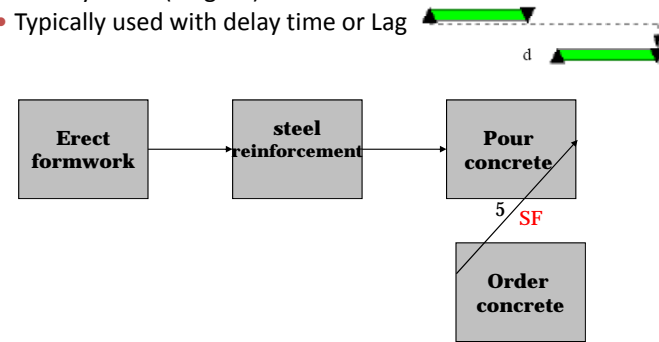 • Typically used with delay time or Lag
d
Erect
formwork
steel
reinforcement
Pour
concrete
5
SF
Order
concrete